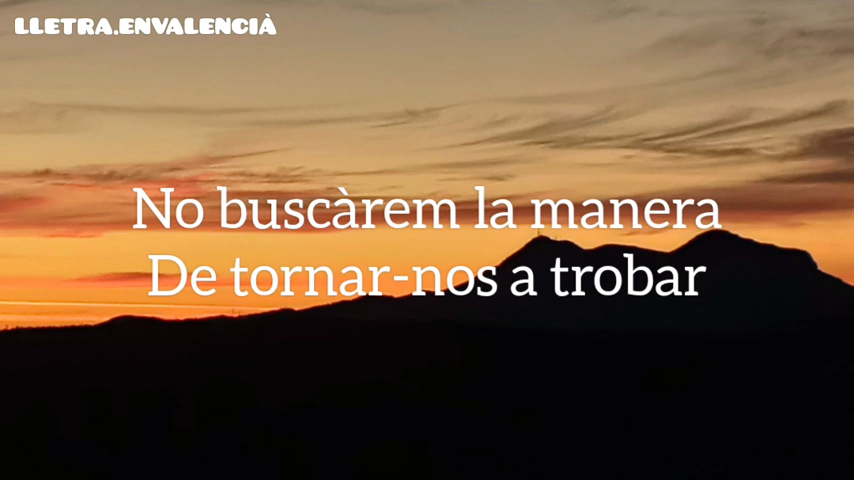 LLETRA.ENVALENCIÀ
No buscàrem la manera
De tornar-nos a trobar